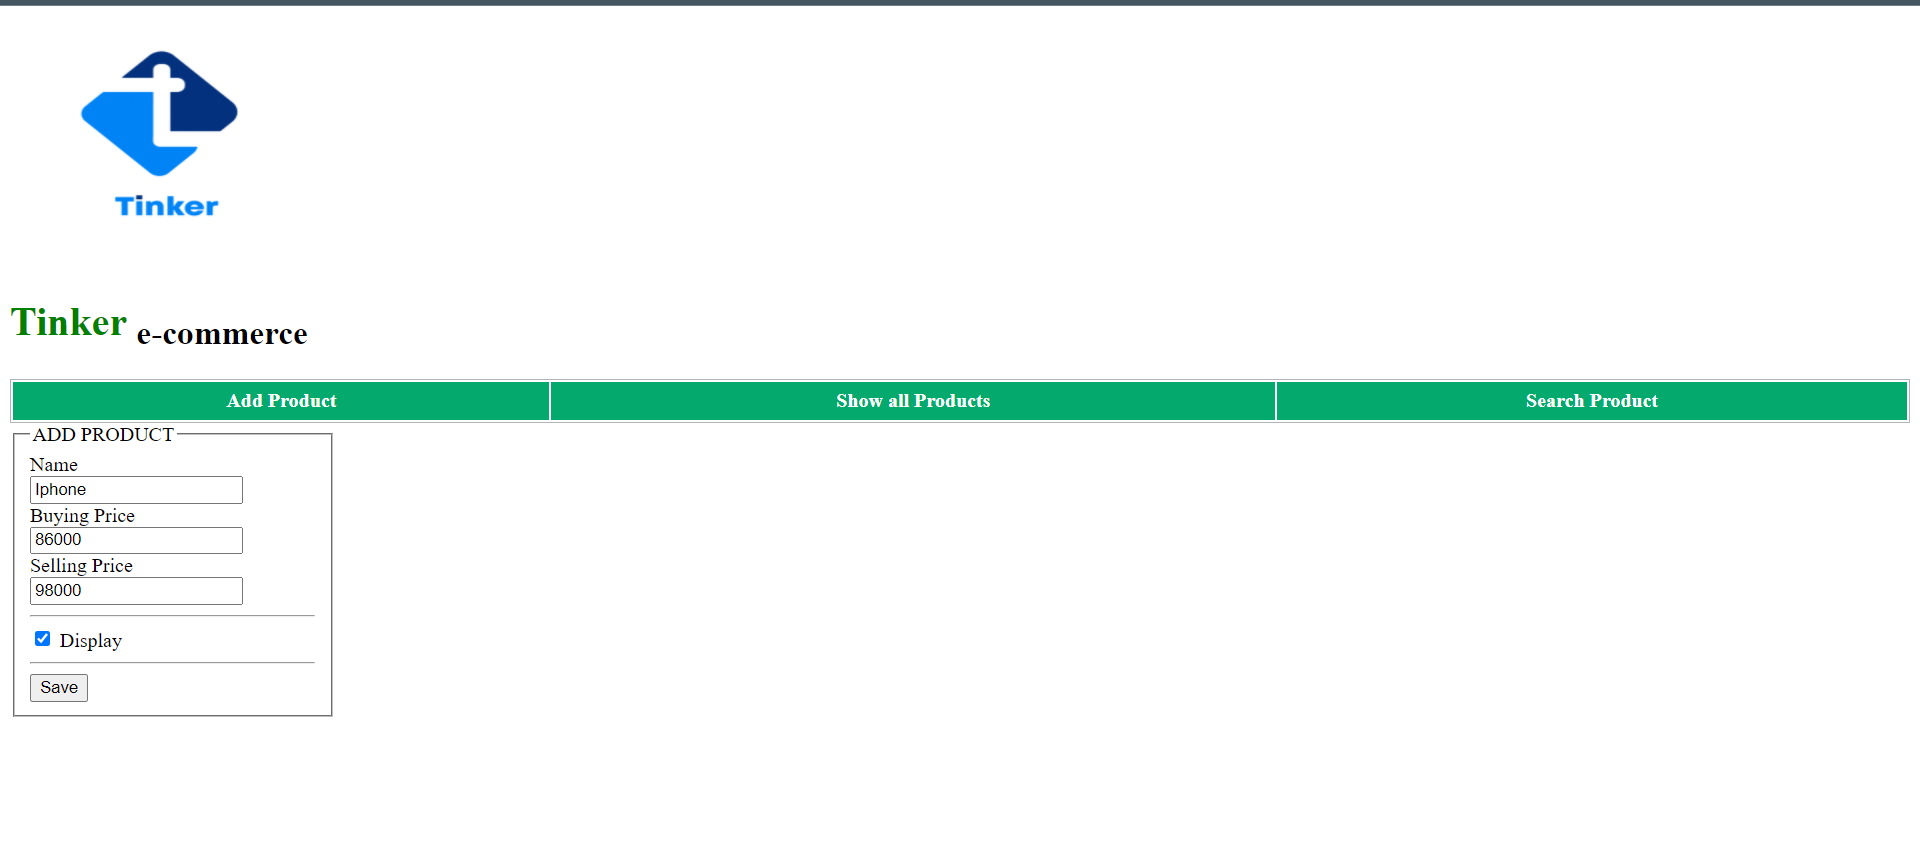 Tinker
Tinker e-commerce
Add Product Show all Products Search Product
ADD PRODUCT
Name
Iphone
Buying Price
86000
Selling Price
98000
Display
Save